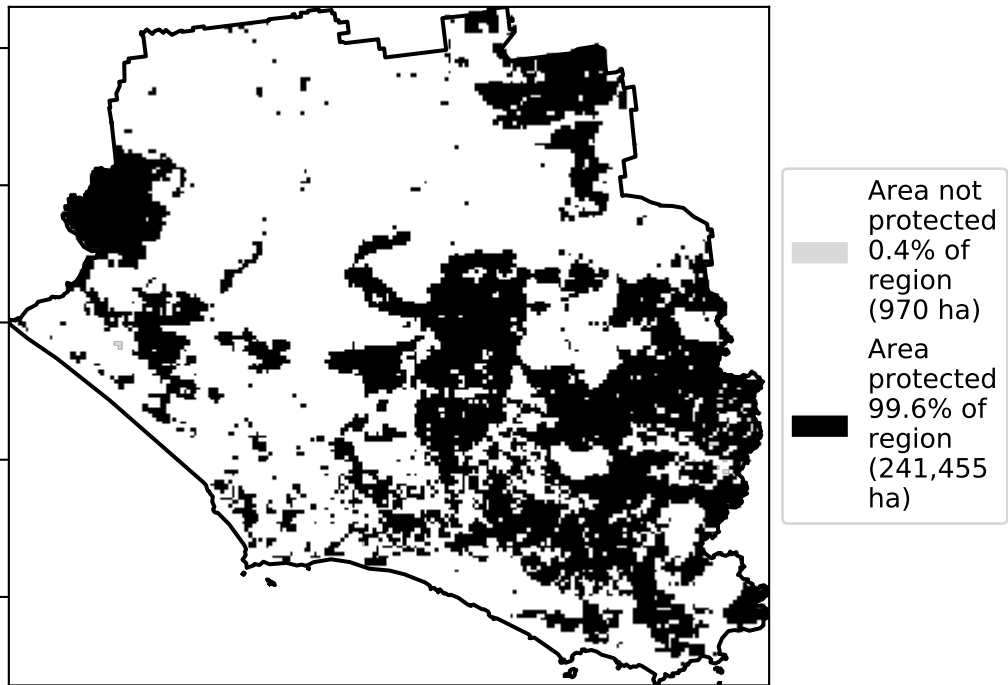 Area not
protected
0.4% of
region
(970 ha)
Area
protected
99.6% of
region
(241,455
ha)